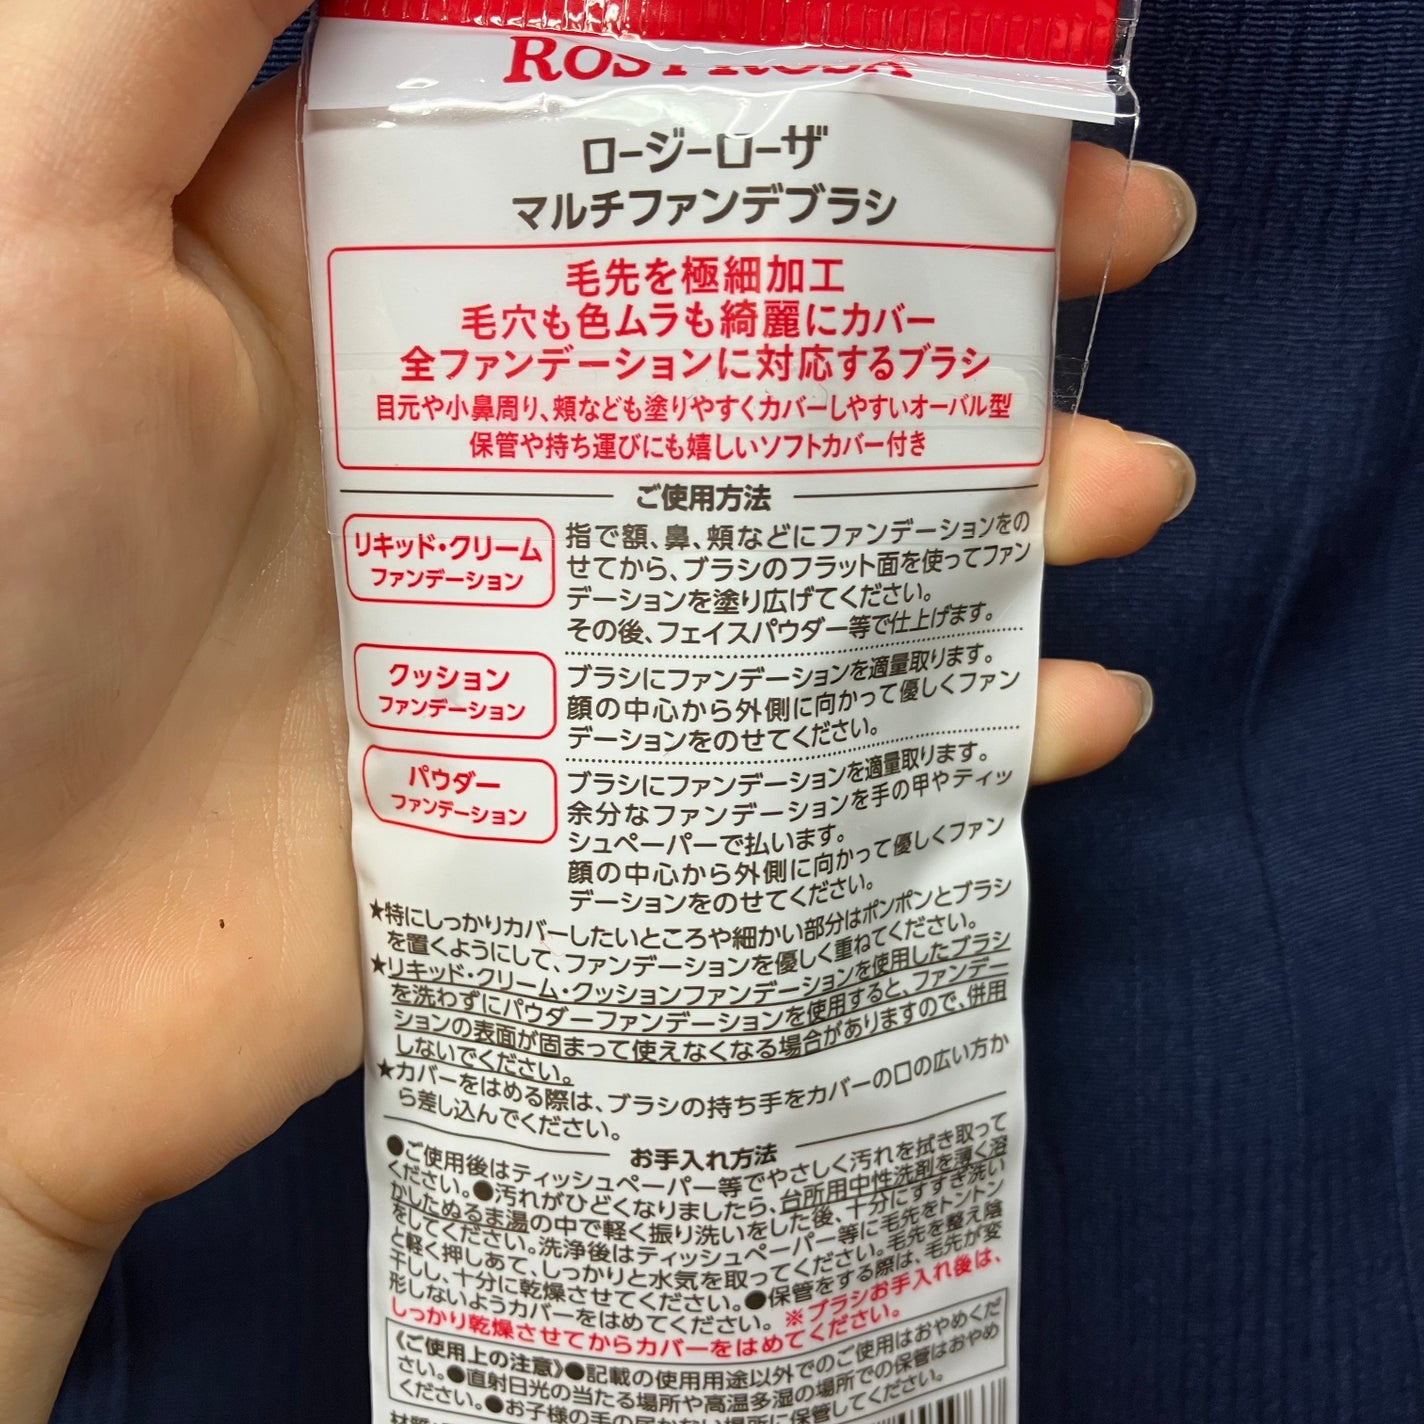 ROSY ROSA
ロージーローザ
マルチファンデブラシ
毛先を極細加工
毛穴も色ムラも綺麗にカバー
全ファンデーションに対応するブラシ
目元や小鼻周り、頬なども塗りやすくカバーしやすいオーバル型
保管や持ち運びにも嬉しいソフトカバー付き
ご使用方法
リキッド・クリーム
ファンデーション
指で額、鼻、頬などにファンデーションをの
せてから、ブラシのフラット面を使ってファン
デーションを塗り広げてください。
その後、フェイスパウダー等で仕上げます。
クッション
ファンデーション
ブラシにファンデーションを適量取ります。
顔の中心から外側に向かって優しくファン
デーションをのせてください。
パウダー
ファンデーション
ブラシにファンデーションを適量取ります。
余分なファンデーションを手の甲やティッ
シュペーパーで払います。
顔の中心から外側に向かって優しくファン
デーションをのせてください。
★特にしっかりカバーしたいところや細かい部分はポンポンとブラシ
を置くようにして、ファンデーションを優しく重ねてください。
★リキッド・クリーム・クッションファンデーションを使用したブラシ
を洗わずにパウダーファンデーションを使用すると、ファンデー
ションの表面が固まって使えなくなる場合がありますので、併用
しないでください。
★カバーをはめる際は、ブラシの持ち手をカバーの口の広い方か
ら差し込んでください。
お手入れ方法
●ご使用後はティッシュペーパー等でやさしく汚れを拭き取って
ください。●汚れがひどくなりましたら、台所用中性洗剤を薄く溶
かしたぬるま湯の中で軽く振り洗いをした後、十分にすすぎ洗い
をしてください。洗浄後はティッシュペーパー等に毛先をトントン
と軽く押しあて、しっかりと水気を取ってください。毛先を整え陰
干しし、十分に乾燥させてください。●保管をする際は、毛先が変
形しないようカバーをはめてください。※ブラシお手入れ後は、
しっかり乾燥させてからカバーをはめてください。
《ご使用上の注意》●記載の使用用途以外でのご使用はおやめくだ
さい。●直射日光の当たる場所や高温多湿の場所での保管はおやめ
ください。●お子様の手の届かない場所に保管してください。